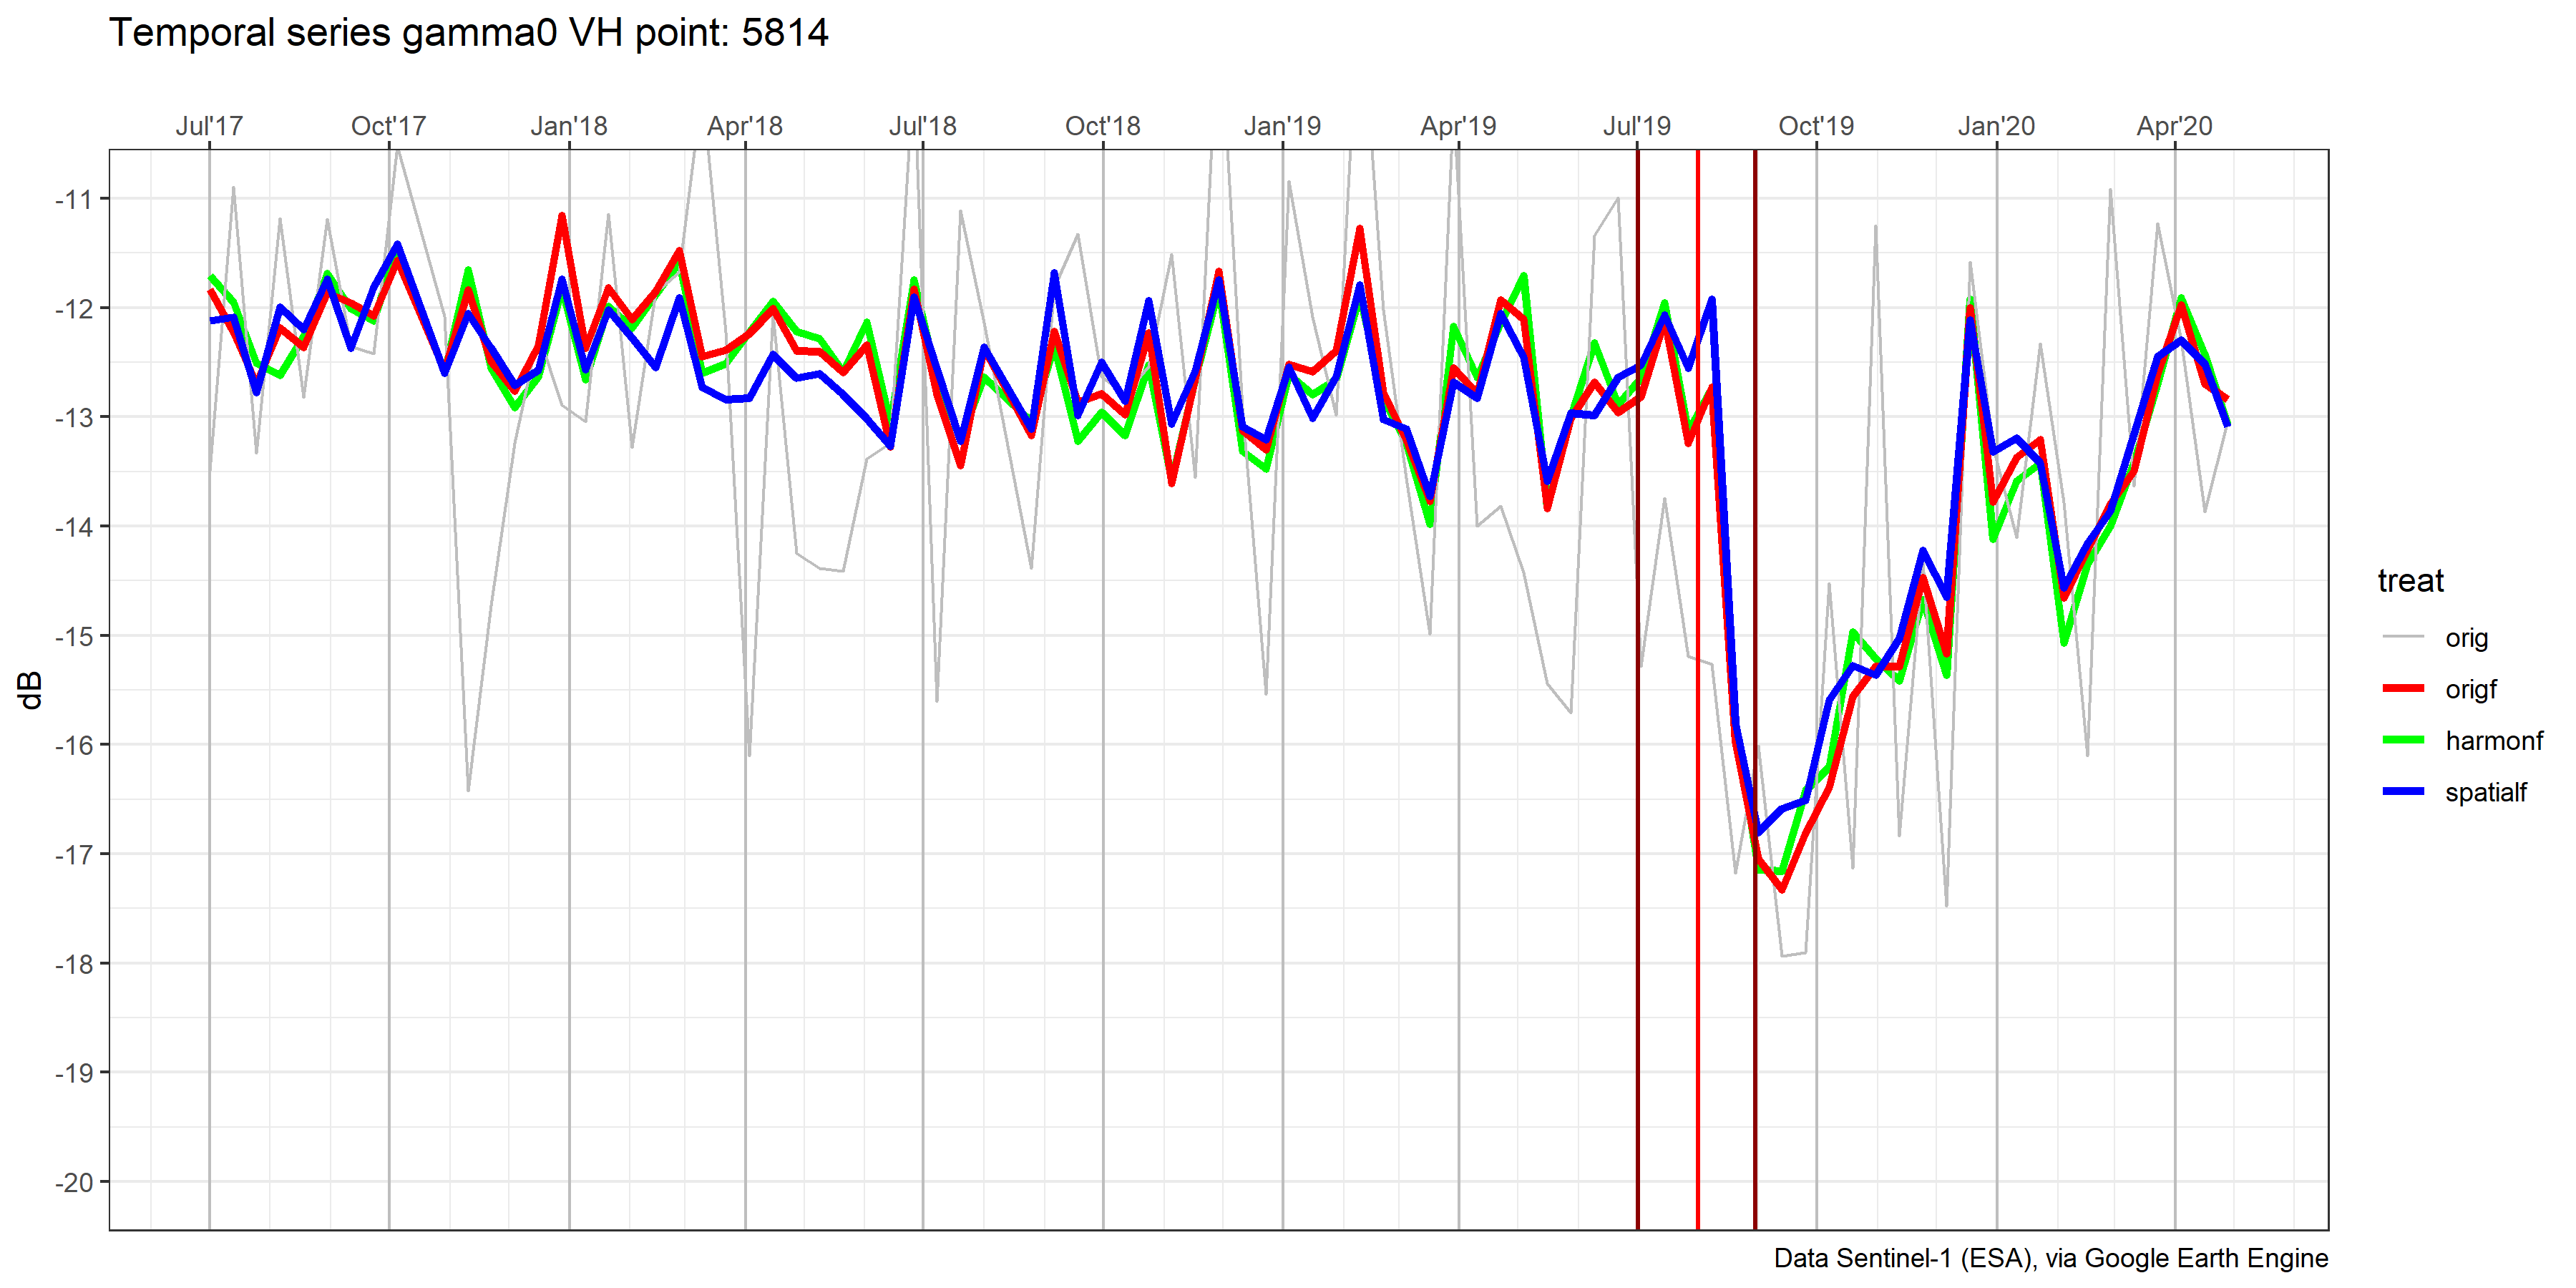 Temporal series gamma0 VH point: 5814
Jul'17 Oct'17 Jan'18 Apr'18 Jul'18 Oct'18 Jan'19 Apr'19 Jul'19 Oct'19 Jan'20 Apr'20
-11
-12
-13
-14
-15
-16
-17
-18
-19
-20
dB
treat
orig
origf
harmonf
spatialf
Data Sentinel-1 (ESA), via Google Earth Engine